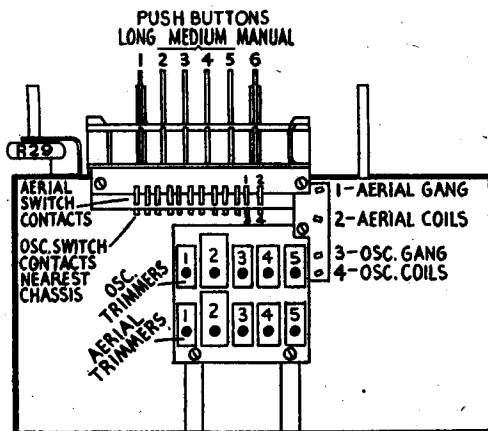 PUSH BUTTONS
LONG MEDIUM MANUAL
1 2 3 4 5 6
R29
AERIAL
SWITCH
CONTACTS
1 2
3 4
OSC. SWITCH
CONTACTS
NEAREST
CHASSIS
1-AERIAL GANG
2-AERIAL COILS
3-OSC. GANG
4-OSC. COILS
OSC.
TRIMMERS
1 2 3 4 5
AERIAL
TRIMMERS
1 2 3 4 5